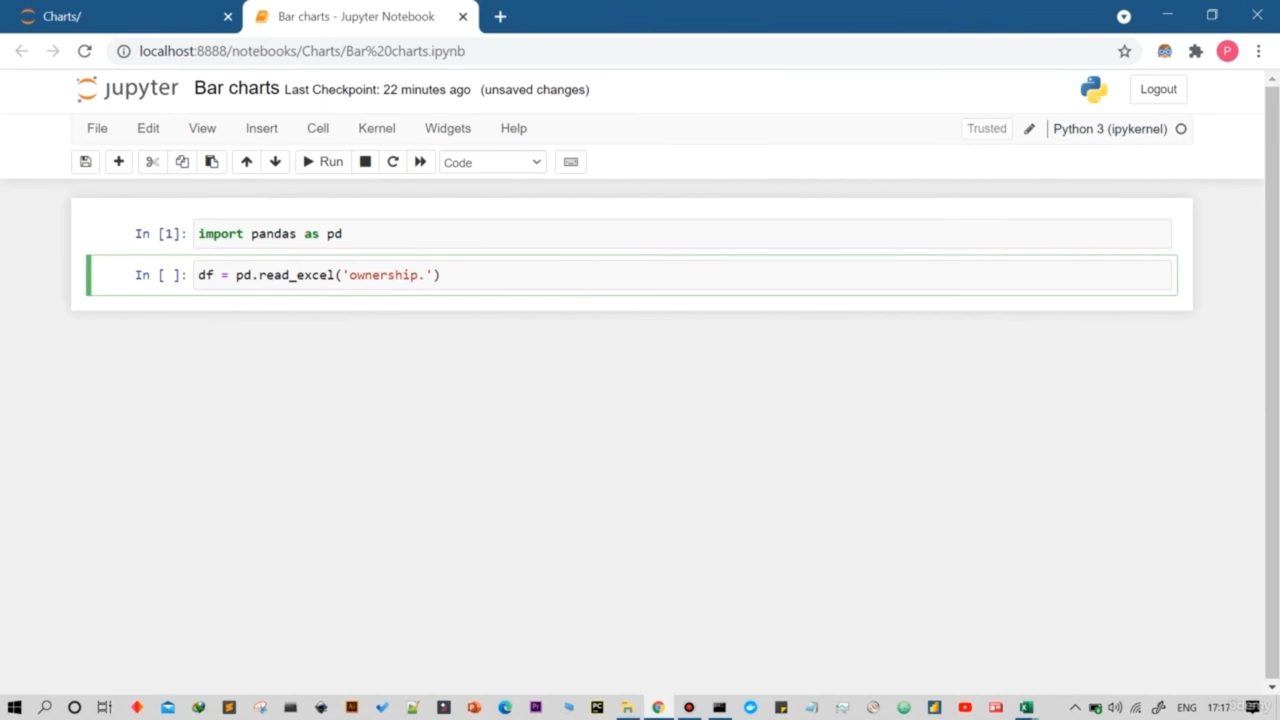 Charts/
Bar charts - Jupyter Notebook
localhost:8888/notebooks/Charts/Bar%20charts.ipynb
P
jupyter Bar charts Last Checkpoint: 22 minutes ago (unsaved changes)
Logout
File Edit View Insert Cell Kernel Widgets Help
Trusted
Python 3 (ipykernel)
Run
Code
In [1]: import pandas as pd
In [ ]: df = pd.read_excel('ownership.')
ENG
17:17